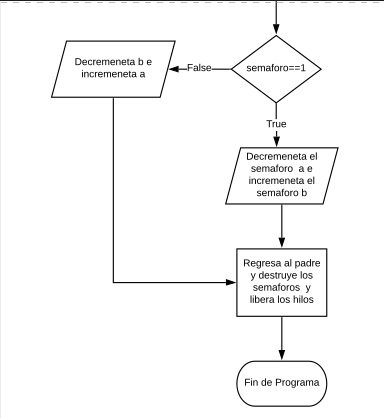 semaforo==1
False
Decremeneta b e
incremeneta a
True
Decremeneta el
semaforo a e
incremeneta el
semaforo b
Regresa al padre
y destruye los
semaforos y
libera los hilos
Fin de Programa